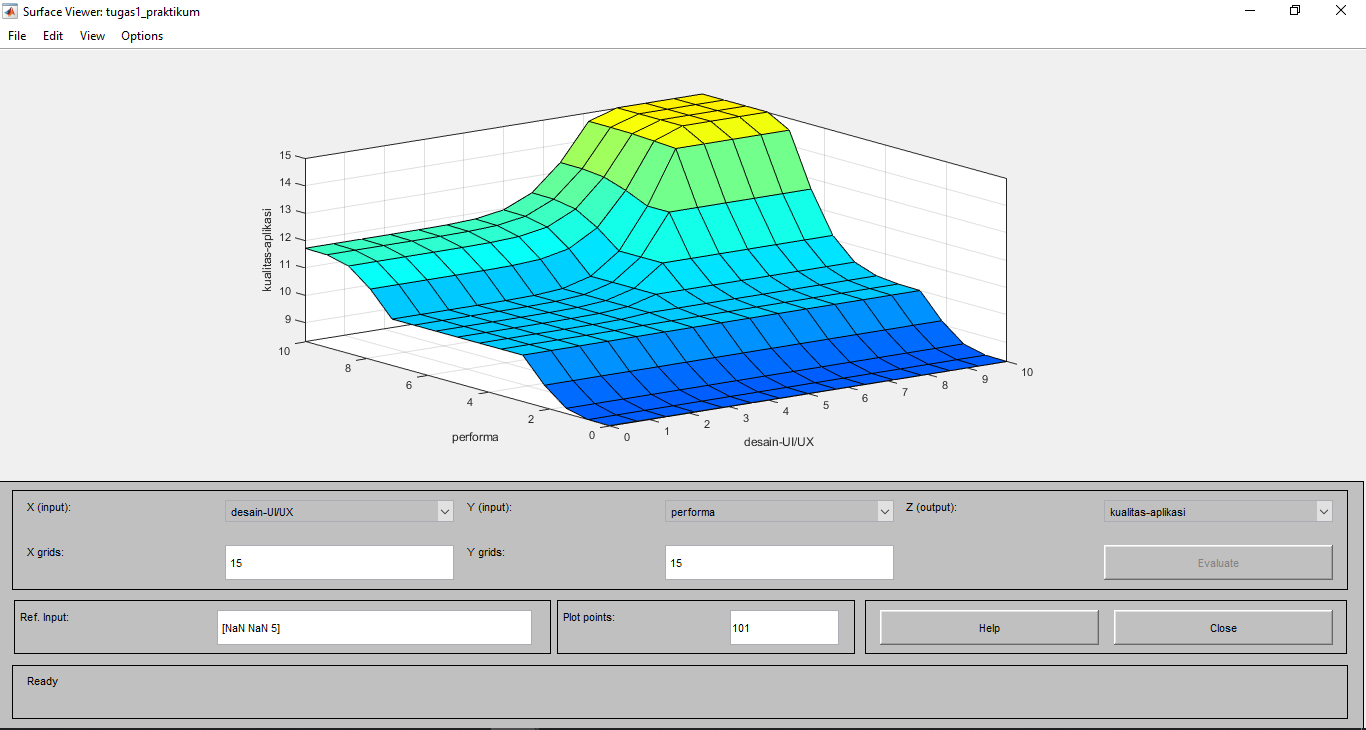 Surface Viewer: tugas1_praktikum
File Edit View Options
15
14
13
12
11
10
9
kualitas-aplikasi
10
8
6
4
2
0
performa
0
1
2
3
4
5
6
7
8
9
10
desain-UI/UX
X (input): desain-UI/UX Y (input): performa Z (output): kualitas-aplikasi
X grids: 15 Y grids: 15 Evaluate
Ref. Input: [NaN NaN 5] Plot points: 101 Help Close
Ready